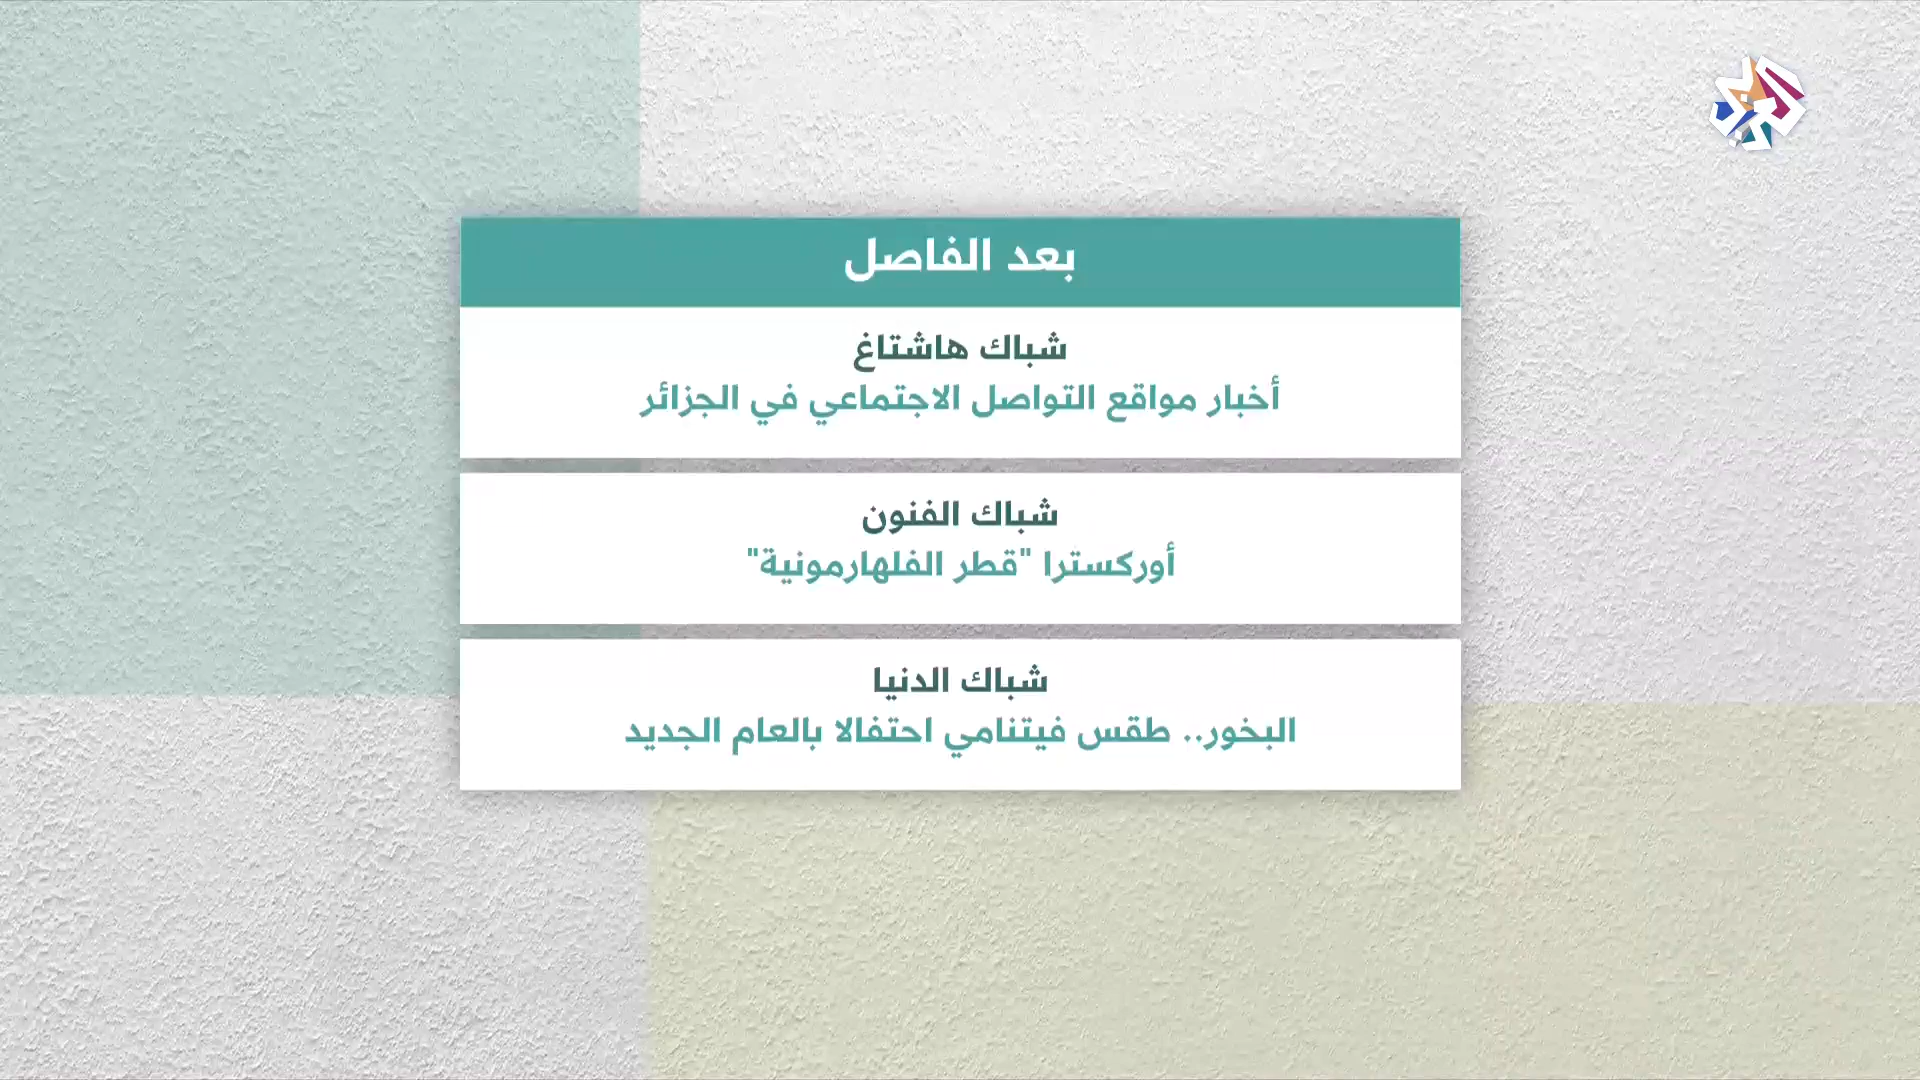 بعد الفاصل
شباك هاشتاغ
أخبار مواقع التواصل الاجتماعي في الجزائر
شباك الفنون
أوركسترا "قطر الفلهارمونية"
شباك الدنيا
البخور.. طقس فيتنامي احتفالا بالعام الجديد